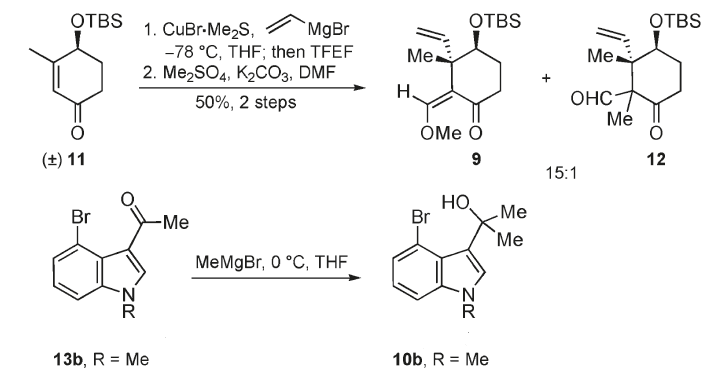 OTBS
Me
O
(±) 11
1. CuBr·Me2S, MgBr
−78 °C, THF; then TFEF
2. Me2SO4, K2CO3, DMF
50%, 2 steps
OTBS
Me
H
OMe
O
9
+
OTBS
Me
OHC
Me
O
12
15:1
O
Br
Me
N
R
13b, R = Me
MeMgBr, 0 °C, THF
HO
Me
Br
Me
N
R
10b, R = Me